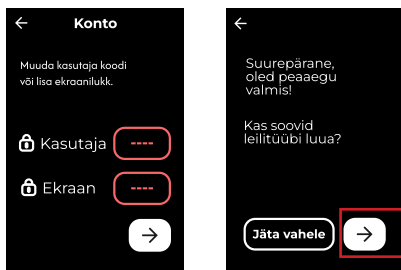 Konto
Muuda kasutaja koodi
või lisa ekraanilukk.
Kasutaja ----
Ekraan ----
Suurepärane,
oled peaaegu
valmis!
Kas soovid
leilitüübi luua?
Jäta vahele